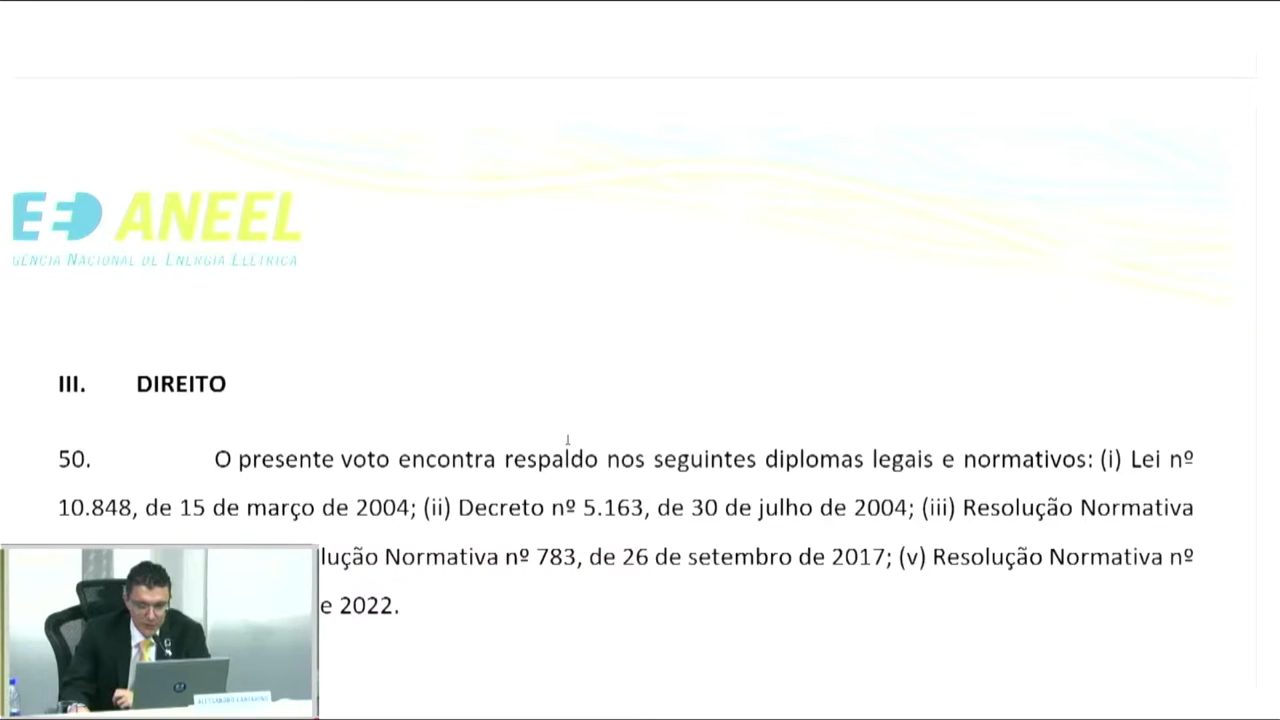 ANEEL
GÊNCIA NACIONAL DE ENERGIA ELÉTRICA
III. DIREITO
50. O presente voto encontra respaldo nos seguintes diplomas legais e normativos: (i) Lei nº
10.848, de 15 de março de 2004; (ii) Decreto nº 5.163, de 30 de julho de 2004; (iii) Resolução Normativa
lução Normativa nº 783, de 26 de setembro de 2017; (v) Resolução Normativa nº
e 2022.